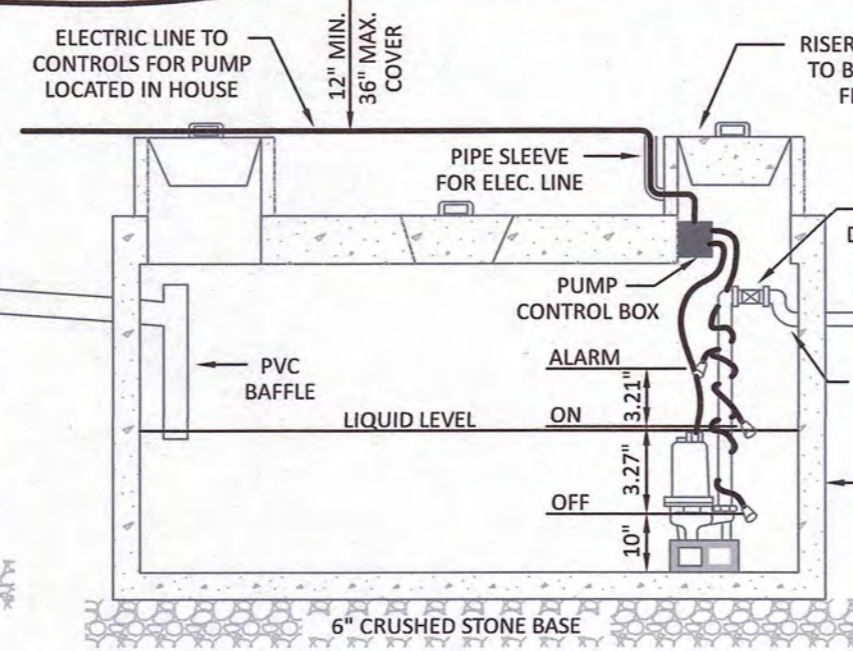 ELECTRIC LINE TO
CONTROLS FOR PUMP
LOCATED IN HOUSE
12" MIN.
36" MAX.
COVER
RISER
TO B
PIPE SLEEVE
FOR ELEC. LINE
PUMP
CONTROL BOX
PVC
BAFFLE
ALARM
3.21"
LIQUID LEVEL
ON
3.27"
OFF
10"
6" CRUSHED STONE BASE